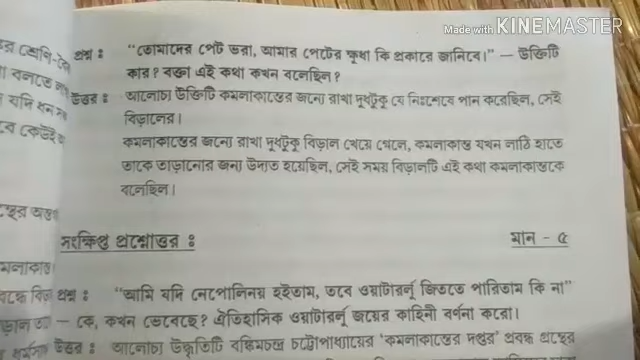 Made with KINEMASTER
প্রশ্ন : “তোমাদের পেট ভরা, আমার পেটের ক্ষুধা কি প্রকারে জানিবে।” — উক্তিটি
কার? বক্তা এই কথা কখন বলেছিল?
উত্তর : আলোচ্য উক্তিটি কমলাকান্তের জন্যে রাখা দুধটুকু যে নিঃশেষে পান করেছিল, সেই
বিড়ালের।
কমলাকান্তের জন্যে রাখা দুধটুকু বিড়াল খেয়ে গেলে, কমলাকান্ত যখন লাঠি হাতে
তাকে তাড়ানোর জন্য উদ্যত হয়েছিল, সেই সময় বিড়ালটি এই কথা কমলাকান্তকে
বলেছিল।
সংক্ষিপ্ত প্রশ্নোত্তর : মান - ৫
প্রশ্ন : “আমি যদি নেপোলিয়ন হইতাম, তবে ওয়াটারলু জিততে পারিতাম কি না”
— কে, কখন ভেবেছে? ঐতিহাসিক ওয়াটারলু জয়ের কাহিনী বর্ণনা করো।
উত্তর : আলোচ্য উদ্ধৃতিটি বঙ্কিমচন্দ্র চট্টোপাধ্যায়ের ‘কমলাকান্তের দপ্তর’ প্রবন্ধ গ্রন্থের